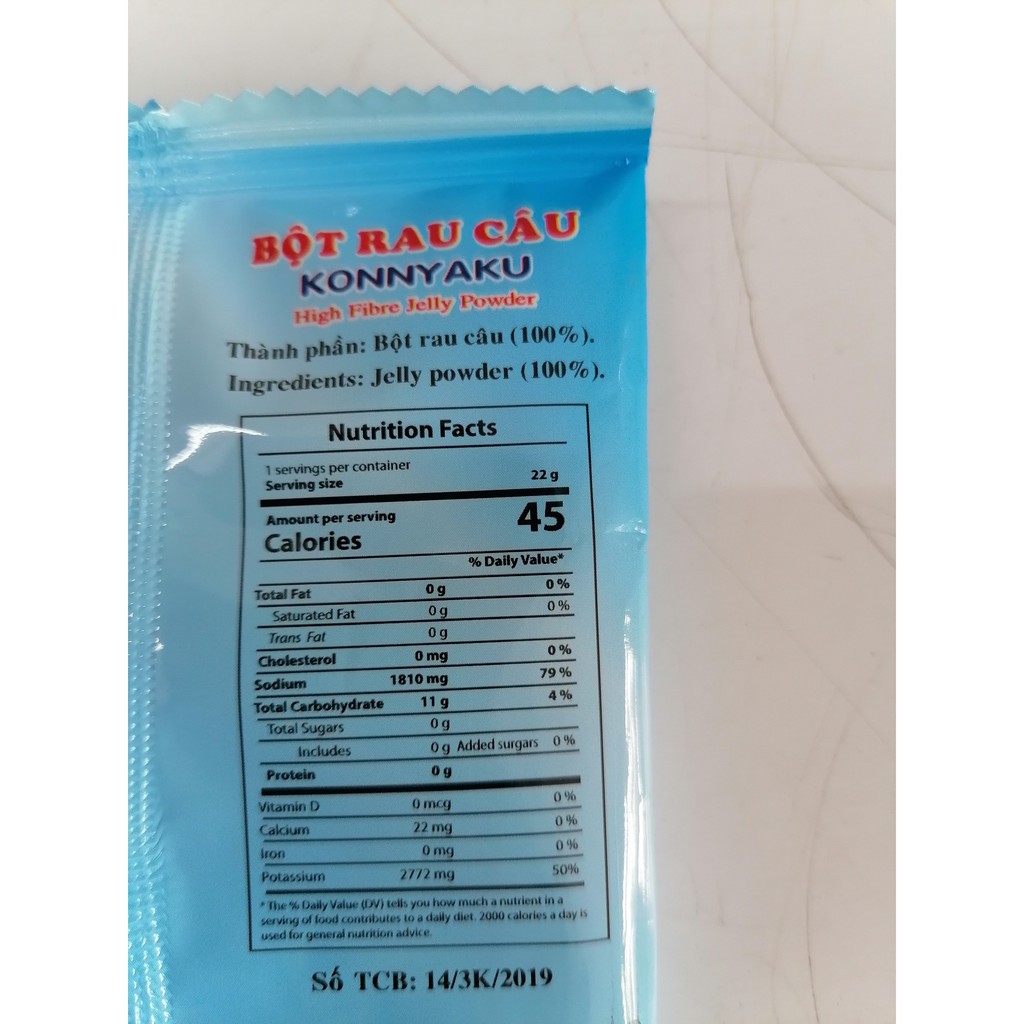 BỘT RAU CÂU
KONNYAKU
High Fibre Jelly Powder
Thành phần: Bột rau câu (100%).
Ingredients: Jelly powder (100%).
Nutrition Facts
1 servings per container
Serving size 22 g
Amount per serving
Calories 45
% Daily Value*
Total Fat 0 g 0 %
Saturated Fat 0 g 0 %
Trans Fat 0 g
Cholesterol 0 mg 0 %
Sodium 1810 mg 79 %
Total Carbohydrate 11 g 4 %
Total Sugars 0 g
Includes 0 g Added surgars 0 %
Protein 0 g
Vitamin D 0 mcg 0 %
Calcium 22 mg 0 %
Iron 0 mg 0 %
Potassium 2772 mg 50%
* The % Daily Value (DV) tells you how much a nutrient in a
serving of food contributes to a daily diet. 2000 calories a day is
used for general nutrition advice.
Số TCB: 14/3K/2019